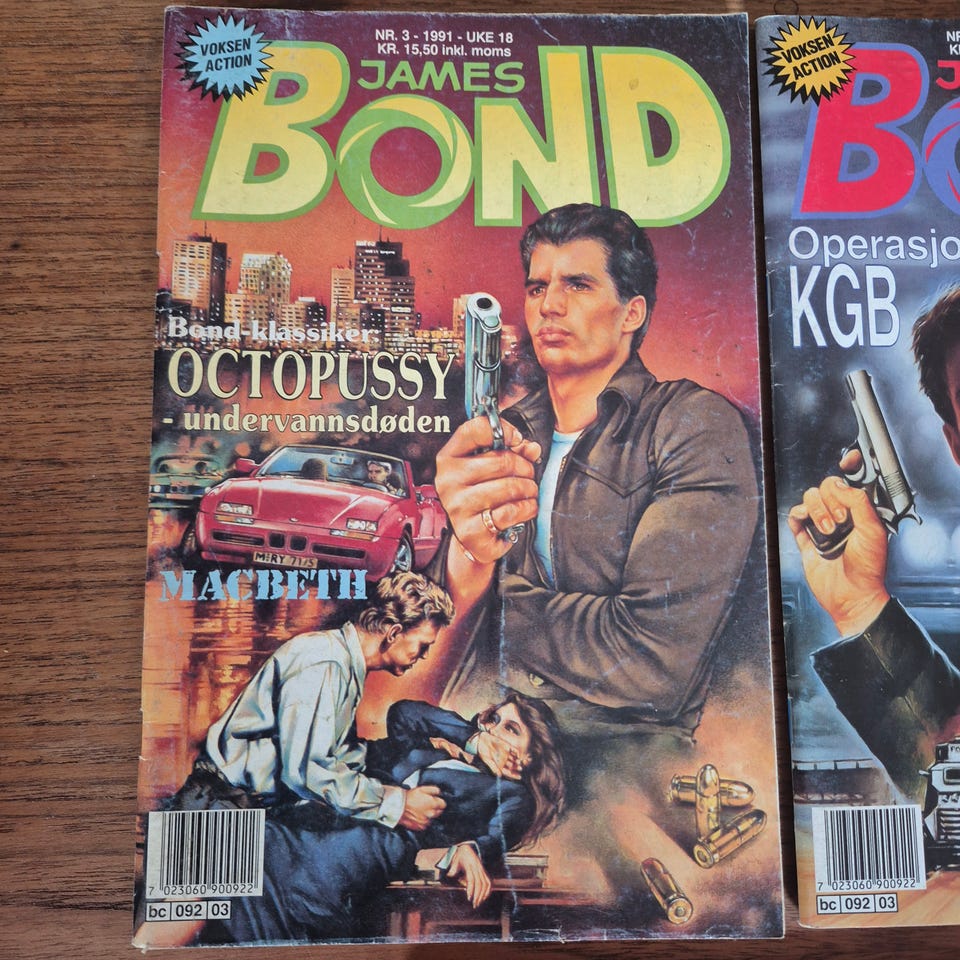 VOKSEN
ACTION
NR. 3 - 1991 - UKE 18
KR. 15,50 inkl. moms
JAMES
BOND
Bond-klassiker:
OCTOPUSSY
- undervannsdøden
MACBETH
7 023060 900922
bc 092 03
VOKSEN
ACTION
Operasjo
KGB
7 023060 900922
bc 092 03